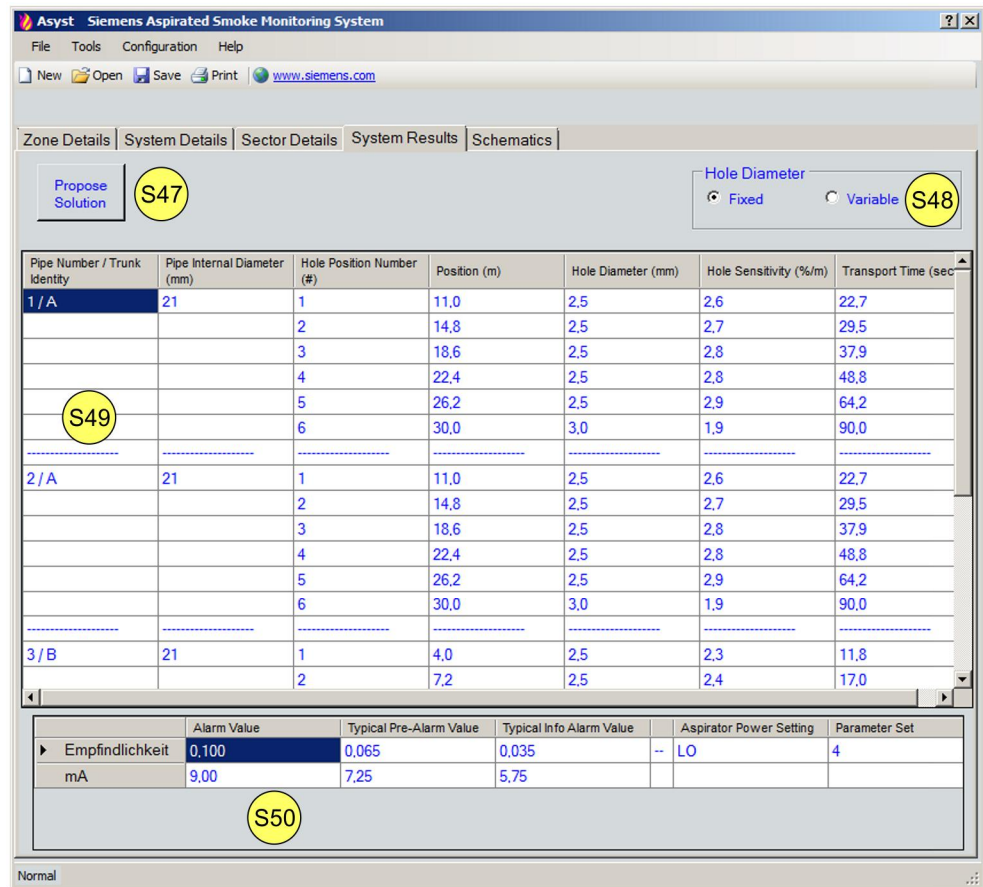 Asyst Siemens Aspirated Smoke Monitoring System
File Tools Configuration Help
New Open Save Print www.siemens.com
Zone Details System Details Sector Details System Results Schematics
Propose Solution
S47
Hole Diameter
Fixed Variable
S48
Pipe Number / Trunk Identity Pipe Internal Diameter (mm) Hole Position Number (#) Position (m) Hole Diameter (mm) Hole Sensitivity (%/m) Transport Time (sec
1 / A 21 1 11,0 2,5 2,6 22,7
2 14,8 2,5 2,7 29,5
3 18,6 2,5 2,8 37,9
4 22,4 2,5 2,8 48,8
5 26,2 2,5 2,9 64,2
S49
6 30,0 3,0 1,9 90,0
-------------------- -------------------- -------------------- -------------------- -------------------- -------------------- --------------------
2 / A 21 1 11,0 2,5 2,6 22,7
2 14,8 2,5 2,7 29,5
3 18,6 2,5 2,8 37,9
4 22,4 2,5 2,8 48,8
5 26,2 2,5 2,9 64,2
6 30,0 3,0 1,9 90,0
-------------------- -------------------- -------------------- -------------------- -------------------- -------------------- --------------------
3 / B 21 1 4,0 2,5 2,3 11,8
2 7,2 2,5 2,4 17,0
Alarm Value Typical Pre-Alarm Value Typical Info Alarm Value Aspirator Power Setting Parameter Set
Empfindlichkeit 0,100 0,065 0,035 -- LO 4
mA 9,00 7,25 5,75
S50
Normal